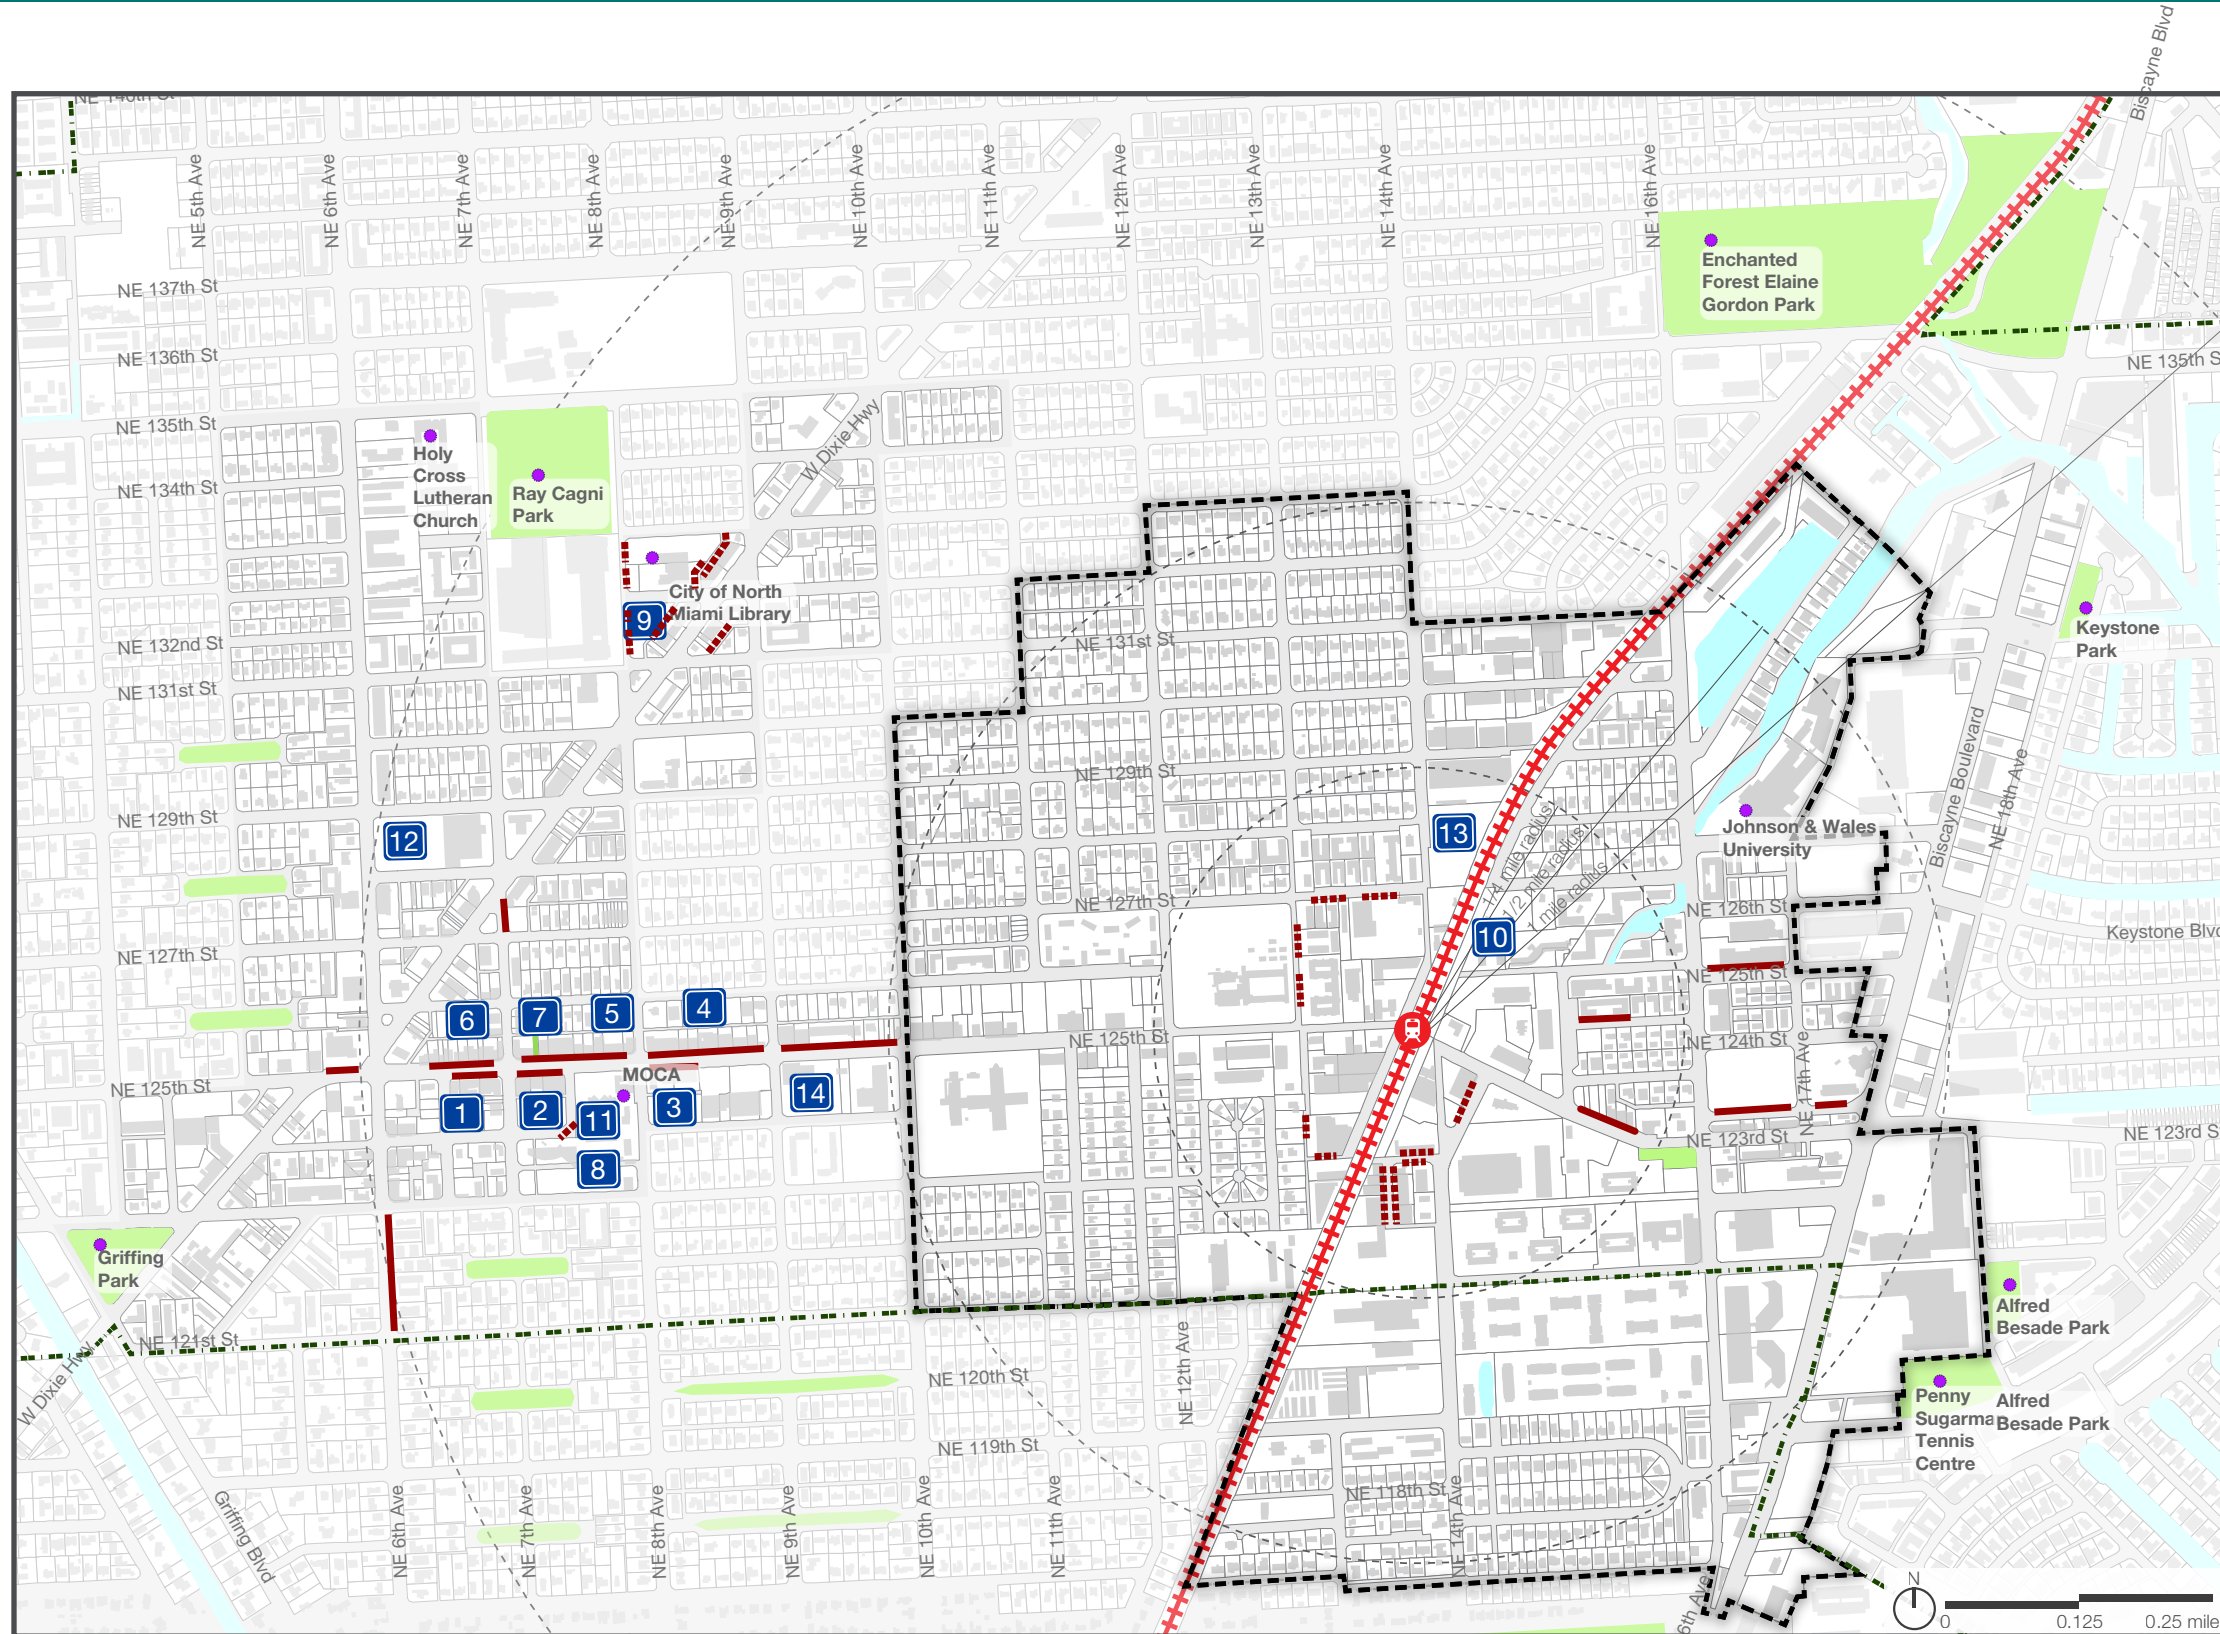 Biscayne Blvd
NE 140th St
NE 5th Ave
NE 6th Ave
NE 7th Ave
NE 8th Ave
NE 9th Ave
NE 10th Ave
NE 11th Ave
NE 12th Ave
NE 13th Ave
NE 14th Ave
NE 16th Ave
Enchanted
Forest Elaine
Gordon Park
NE 137th St
NE 136th St
NE 135th S
NE 135th St
W Dixie Hwy
Holy
Cross
Lutheran
Church
Ray Cagni
Park
NE 134th St
City of North
Miami Library
9
NE 132nd St
NE 131st St
NE 131st St
Keystone
Park
NE 129th St
Biscayne Boulevard
NE 18th Ave
NE 129th St
12
13
1/4 mile radius
1/2 mile radius
1 mile radius
Johnson & Wales
University
NE 127th St
NE 126th St
10
Keystone Blvd
NE 127th St
NE 125th St
6
7
5
4
NE 125th St
NE 124th St
NE 17th Ave
MOCA
NE 125th St
1
2
11
3
14
8
NE 123rd St
NE 123rd S
Griffing
Park
Alfred
Besade Park
NE 121st St
W Dixie Hwy
NE 12th Ave
NE 120th St
Penny
Sugarma
Tennis
Centre
Alfred
Besade Park
NE 119th St
NE 118th St
Griffing Blvd
NE 6th Ave
NE 7th Ave
NE 8th Ave
NE 9th Ave
NE 10th Ave
NE 11th Ave
NE 14th Ave
6th Ave
N
0
0.125
0.25 mile